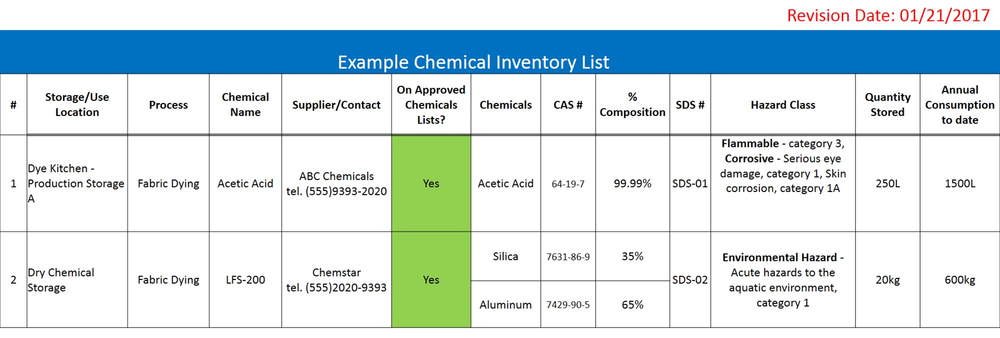 Revision Date: 01/21/2017
Example Chemical Inventory List
#
Storage/Use
Location
Process
Chemical
Name
Supplier/Contact
On Approved
Chemicals
Lists?
Chemicals
CAS #
%
Composition
SDS #
Hazard Class
Quantity
Stored
Annual
Consumption
to date
1
Dye Kitchen -
Production Storage
A
Fabric Dying
Acetic Acid
ABC Chemicals
tel. (555)9393-2020
Yes
Acetic Acid
64-19-7
99.99%
SDS-01
Flammable - category 3,
Corrosive - Serious eye
damage, category 1, Skin
corrosion, category 1A
250L
1500L
2
Dry Chemical
Storage
Fabric Dying
LFS-200
Chemstar
tel. (555)2020-9393
Yes
Silica
7631-86-9
35%
Aluminum
7429-90-5
65%
SDS-02
Environmental Hazard -
Acute hazards to the
aquatic environment,
category 1
20kg
600kg